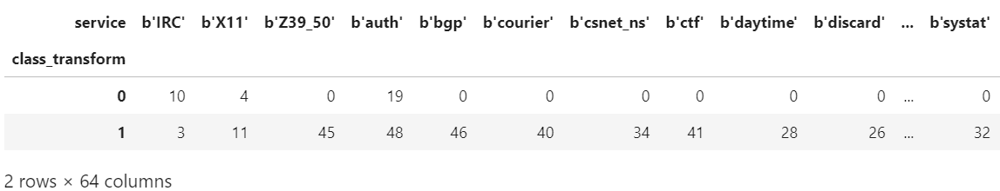 service b'IRC' b'X11' b'Z39_50' b'auth' b'bgp' b'courier' b'csnet_ns' b'ctf' b'daytime' b'discard' ... b'systat'
class_transform
0 10 4 0 19 0 0 0 0 0 0 ... 0
1 3 11 45 48 46 40 34 41 28 26 ... 32
2 rows × 64 columns